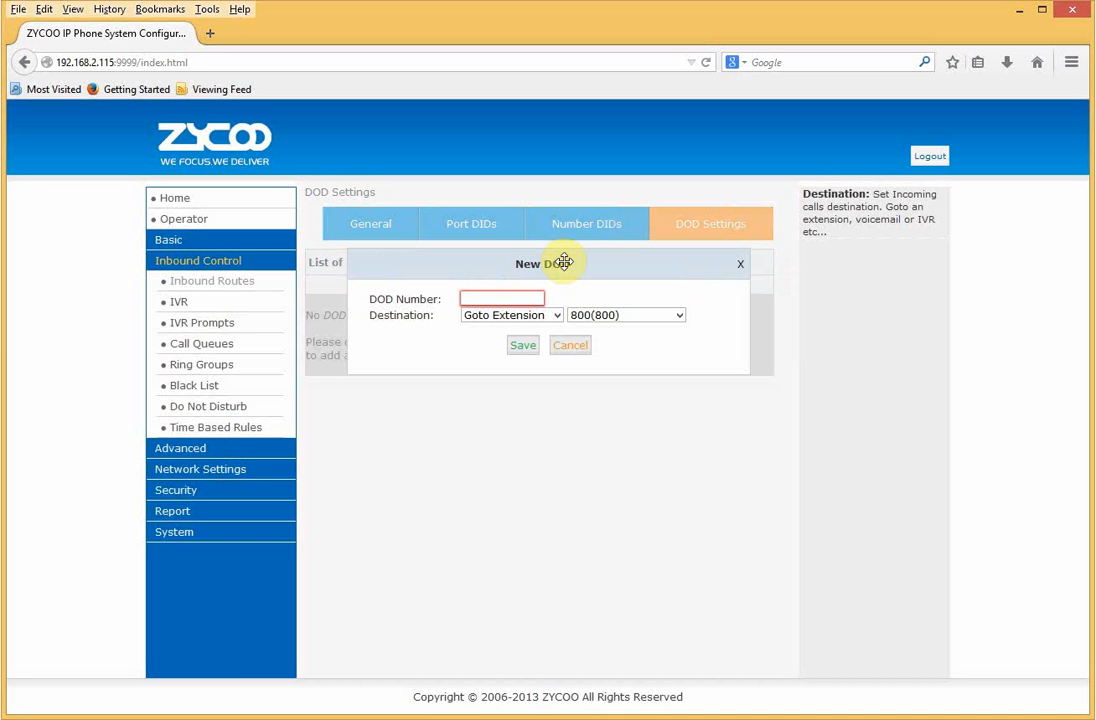 File Edit View History Bookmarks Tools Help
ZYCOO IP Phone System Configur...
192.168.2.115:9999/index.html
Google
Most Visited Getting Started Viewing Feed
ZYCOO
WE FOCUS.WE DELIVER
Logout
Home
Operator
Basic
Inbound Control
Inbound Routes
IVR
IVR Prompts
Call Queues
Ring Groups
Black List
Do Not Disturb
Time Based Rules
Advanced
Network Settings
Security
Report
System
DOD Settings
General Port DIDs Number DIDs DOD Settings
List of
No DOD
Please
to add a
New X
DOD Number:
Destination: Goto Extension 800(800)
Save Cancel
Destination: Set Incoming
calls destination. Goto an
extension, voicemail or IVR
etc...
Copyright © 2006-2013 ZYCOO All Rights Reserved